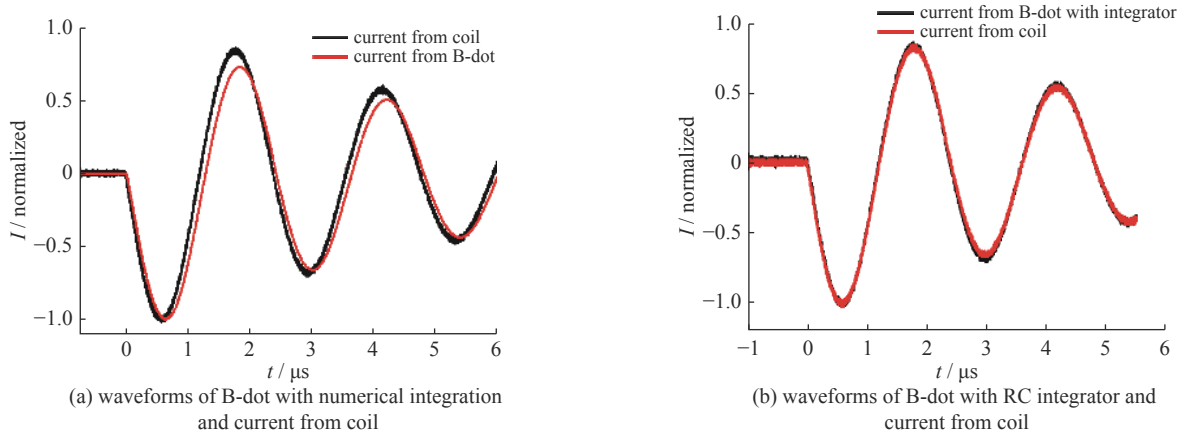 current from coil
current from B-dot
I / normalized
1.0
0.5
0
−0.5
−1.0
0 1 2 3 4 5 6
t / μs
(a) waveforms of B-dot with numerical integration
and current from coil
current from B-dot with integrator
current from coil
I / normalized
1.0
0.5
0
−0.5
1.0
−1 0 1 2 3 4 5 6
t / μs
(b) waveforms of B-dot with RC integrator and
current from coil